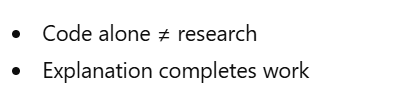 • Code alone ≠ research
• Explanation completes work